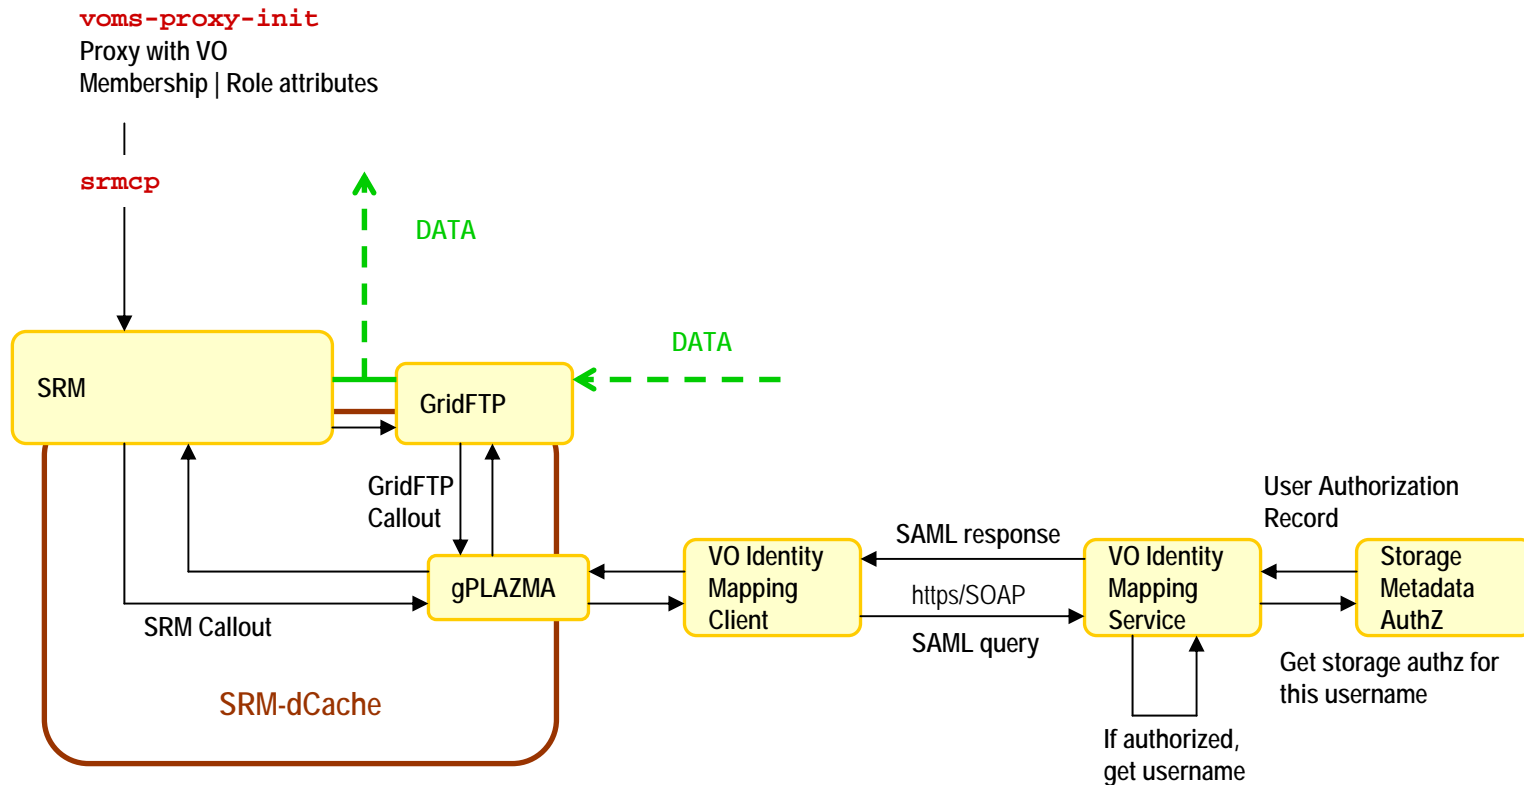 voms-proxy-init
Proxy with VO
Membership | Role attributes
srmcp
DATA
DATA
SRM
GridFTP
GridFTP
Callout
gPLAZMA
SRM Callout
SRM-dCache
VO Identity
Mapping
Client
SAML response
https/SOAP
SAML query
VO Identity
Mapping
Service
If authorized,
get username
User Authorization
Record
Storage
Metadata
AuthZ
Get storage authz for
this username